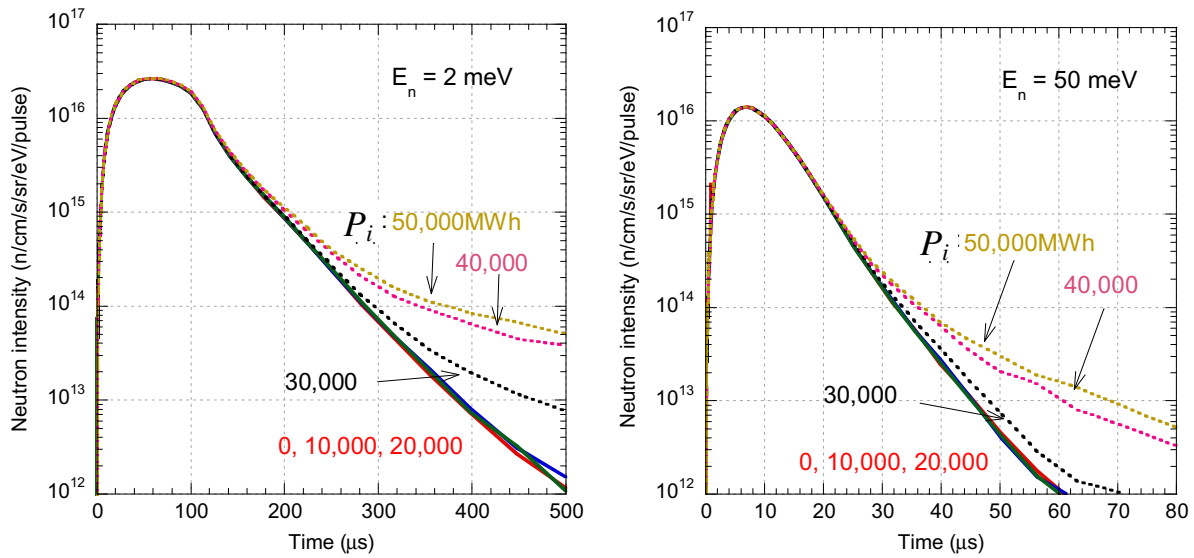 10^17
10^16
10^15
10^14
10^13
10^12
Neutron intensity (n/cm/s/sr/eV/pulse)
E_n = 2 meV
P_i : 50,000MWh
40,000
30,000
0, 10,000, 20,000
0 100 200 300 400 500
Time (μs)
10^17
10^16
10^15
10^14
10^13
10^12
Neutron intensity (n/cm/s/sr/eV/pulse)
E_n = 50 meV
P_i : 50,000MWh
40,000
30,000
0, 10,000, 20,000
0 10 20 30 40 50 60 70 80
Time (μs)